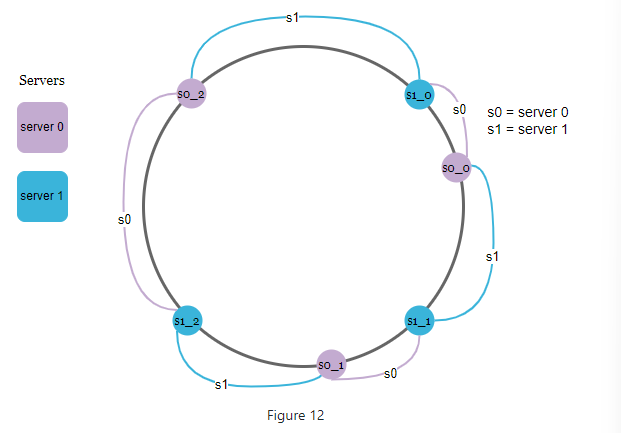 s1
Servers
s0_2
s1_0
server 0
s0
s0 = server 0
s1 = server 1
s0_0
server 1
s0
s1
s1_2
s1_1
s0_1
s0
s1
Figure 12